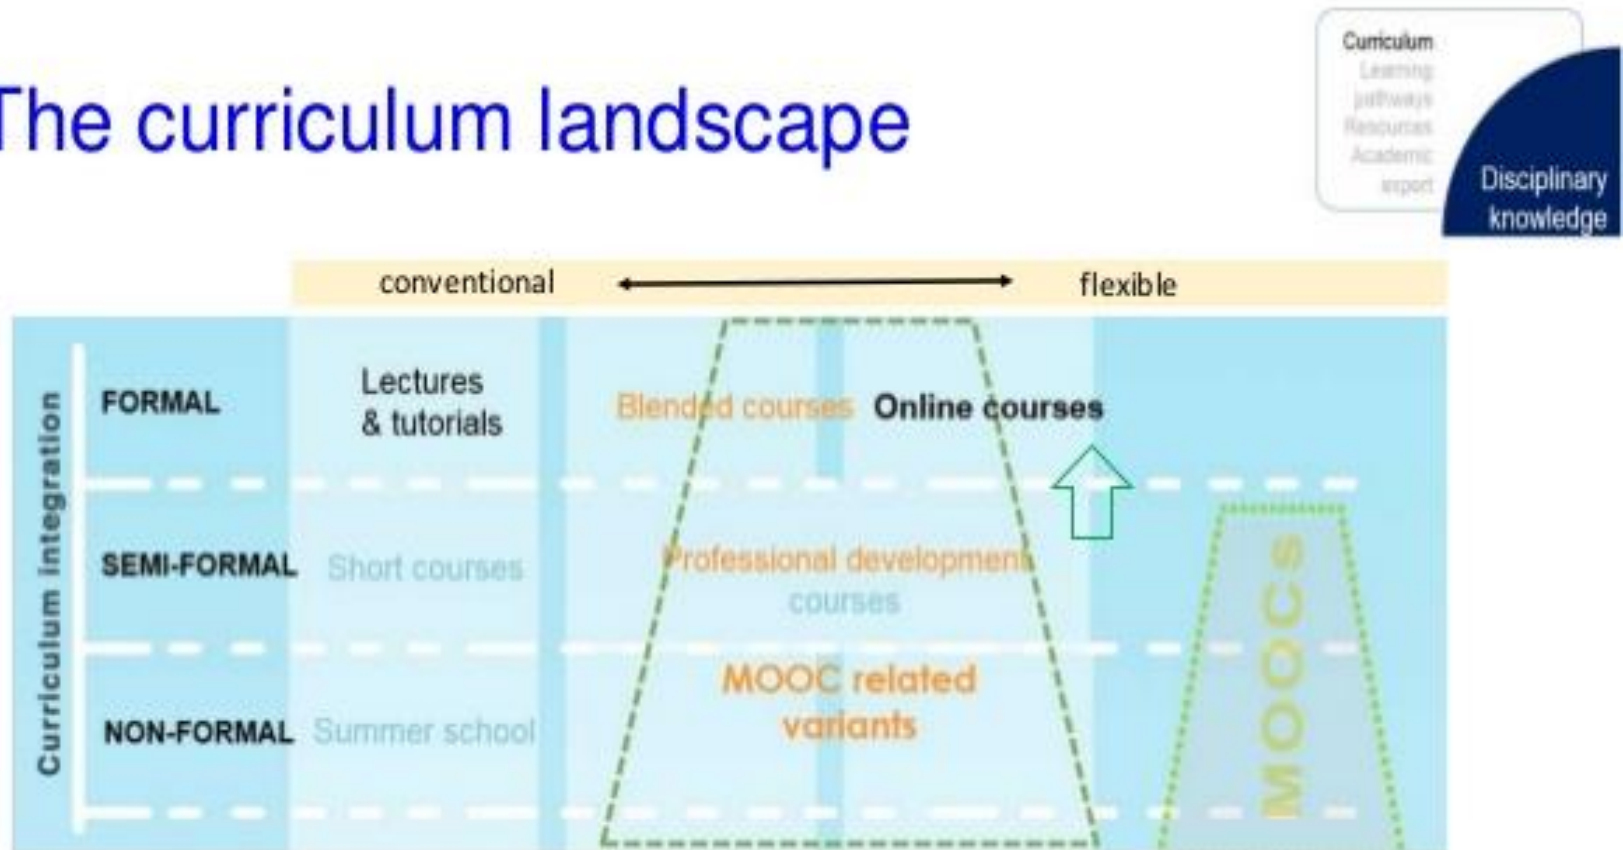 The curriculum landscape
Curriculum
Learning
pathways
Resources
Academic
expert
Disciplinary
knowledge
conventional
flexible
Curriculum integration
FORMAL
Lectures
& tutorials
Blended courses
Online courses
SEMI-FORMAL
Short courses
Professional development
courses
NON-FORMAL
Summer school
MOOC related
variants
MOOCs